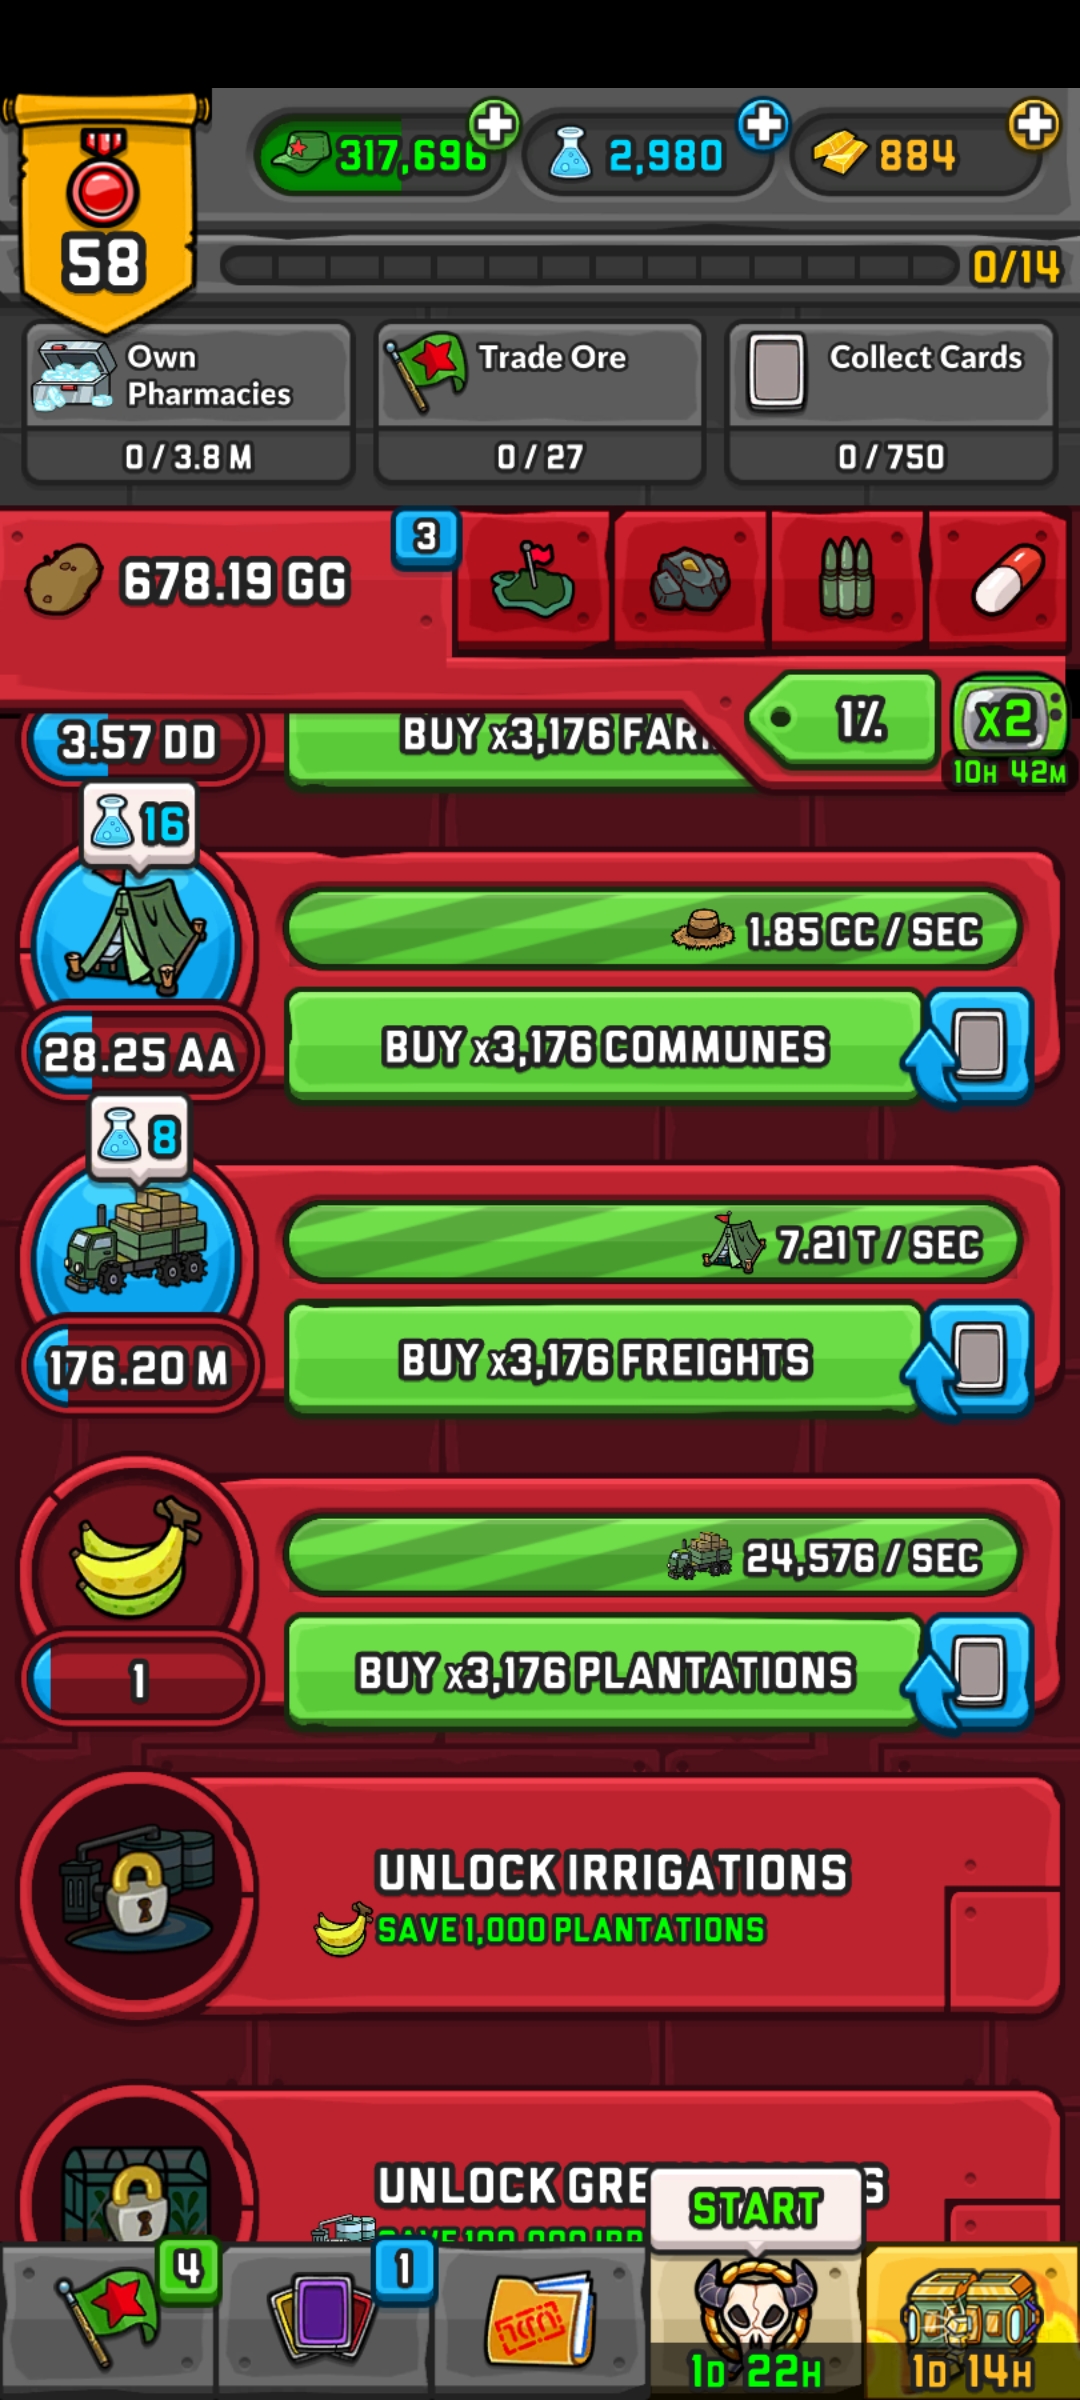 317,696
2,980
884
58
0/14
Own
Pharmacies
0 / 3.8 M
Trade Ore
0 / 27
Collect Cards
0 / 750
678.19 GG
3
1%
x2
10H 42M
3.57 DD
BUY x3,176
16
1.85 CC / SEC
28.25 AA
BUY x3,176 COMMUNES
8
7.21 T / SEC
176.20 M
BUY x3,176 FREIGHTS
24,576 / SEC
1
BUY x3,176 PLANTATIONS
UNLOCK IRRIGATIONS
SAVE 1,000 PLANTATIONS
UNLOCK
START
4
1
1D 22H
1D 14H